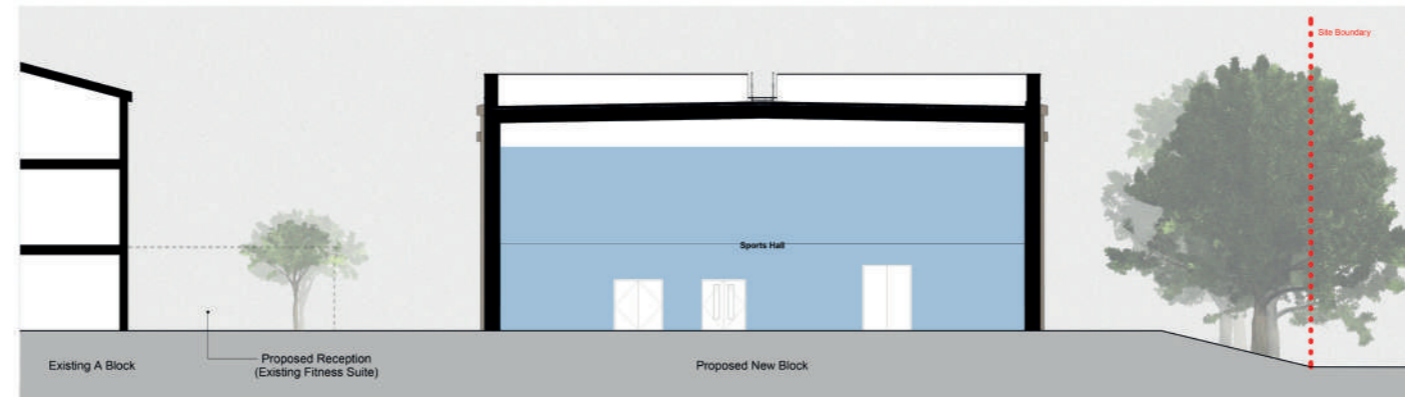 Site Boundary
Sports Hall
Existing A Block
Proposed Reception
(Existing Fitness Suite)
Proposed New Block